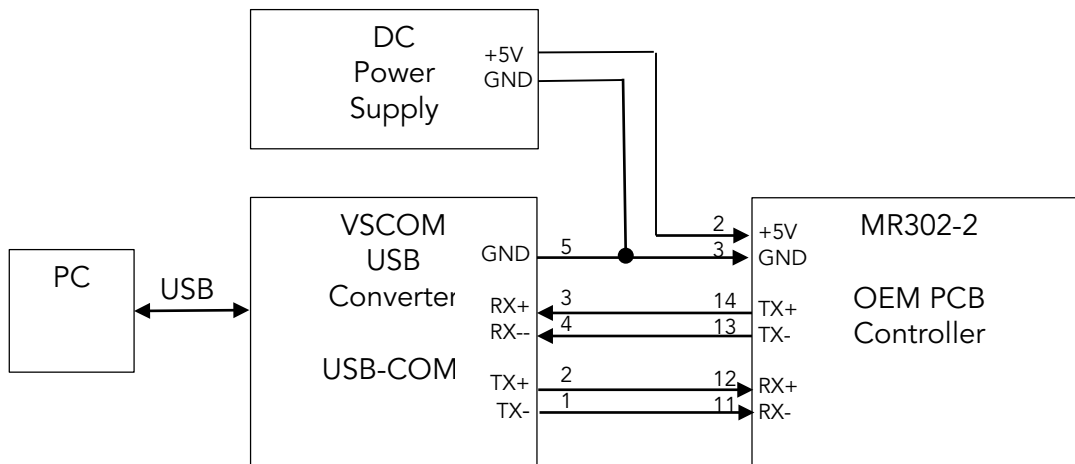 DC
Power
Supply
+5V
GND
VSCOM
USB
Converter
USB-COM
PC
USB
GND
RX+
RX--
TX+
TX-
5
3
4
2
1
2
3
14
13
12
11
+5V
GND
TX+
TX-
RX+
RX-
MR302-2
OEM PCB
Controller